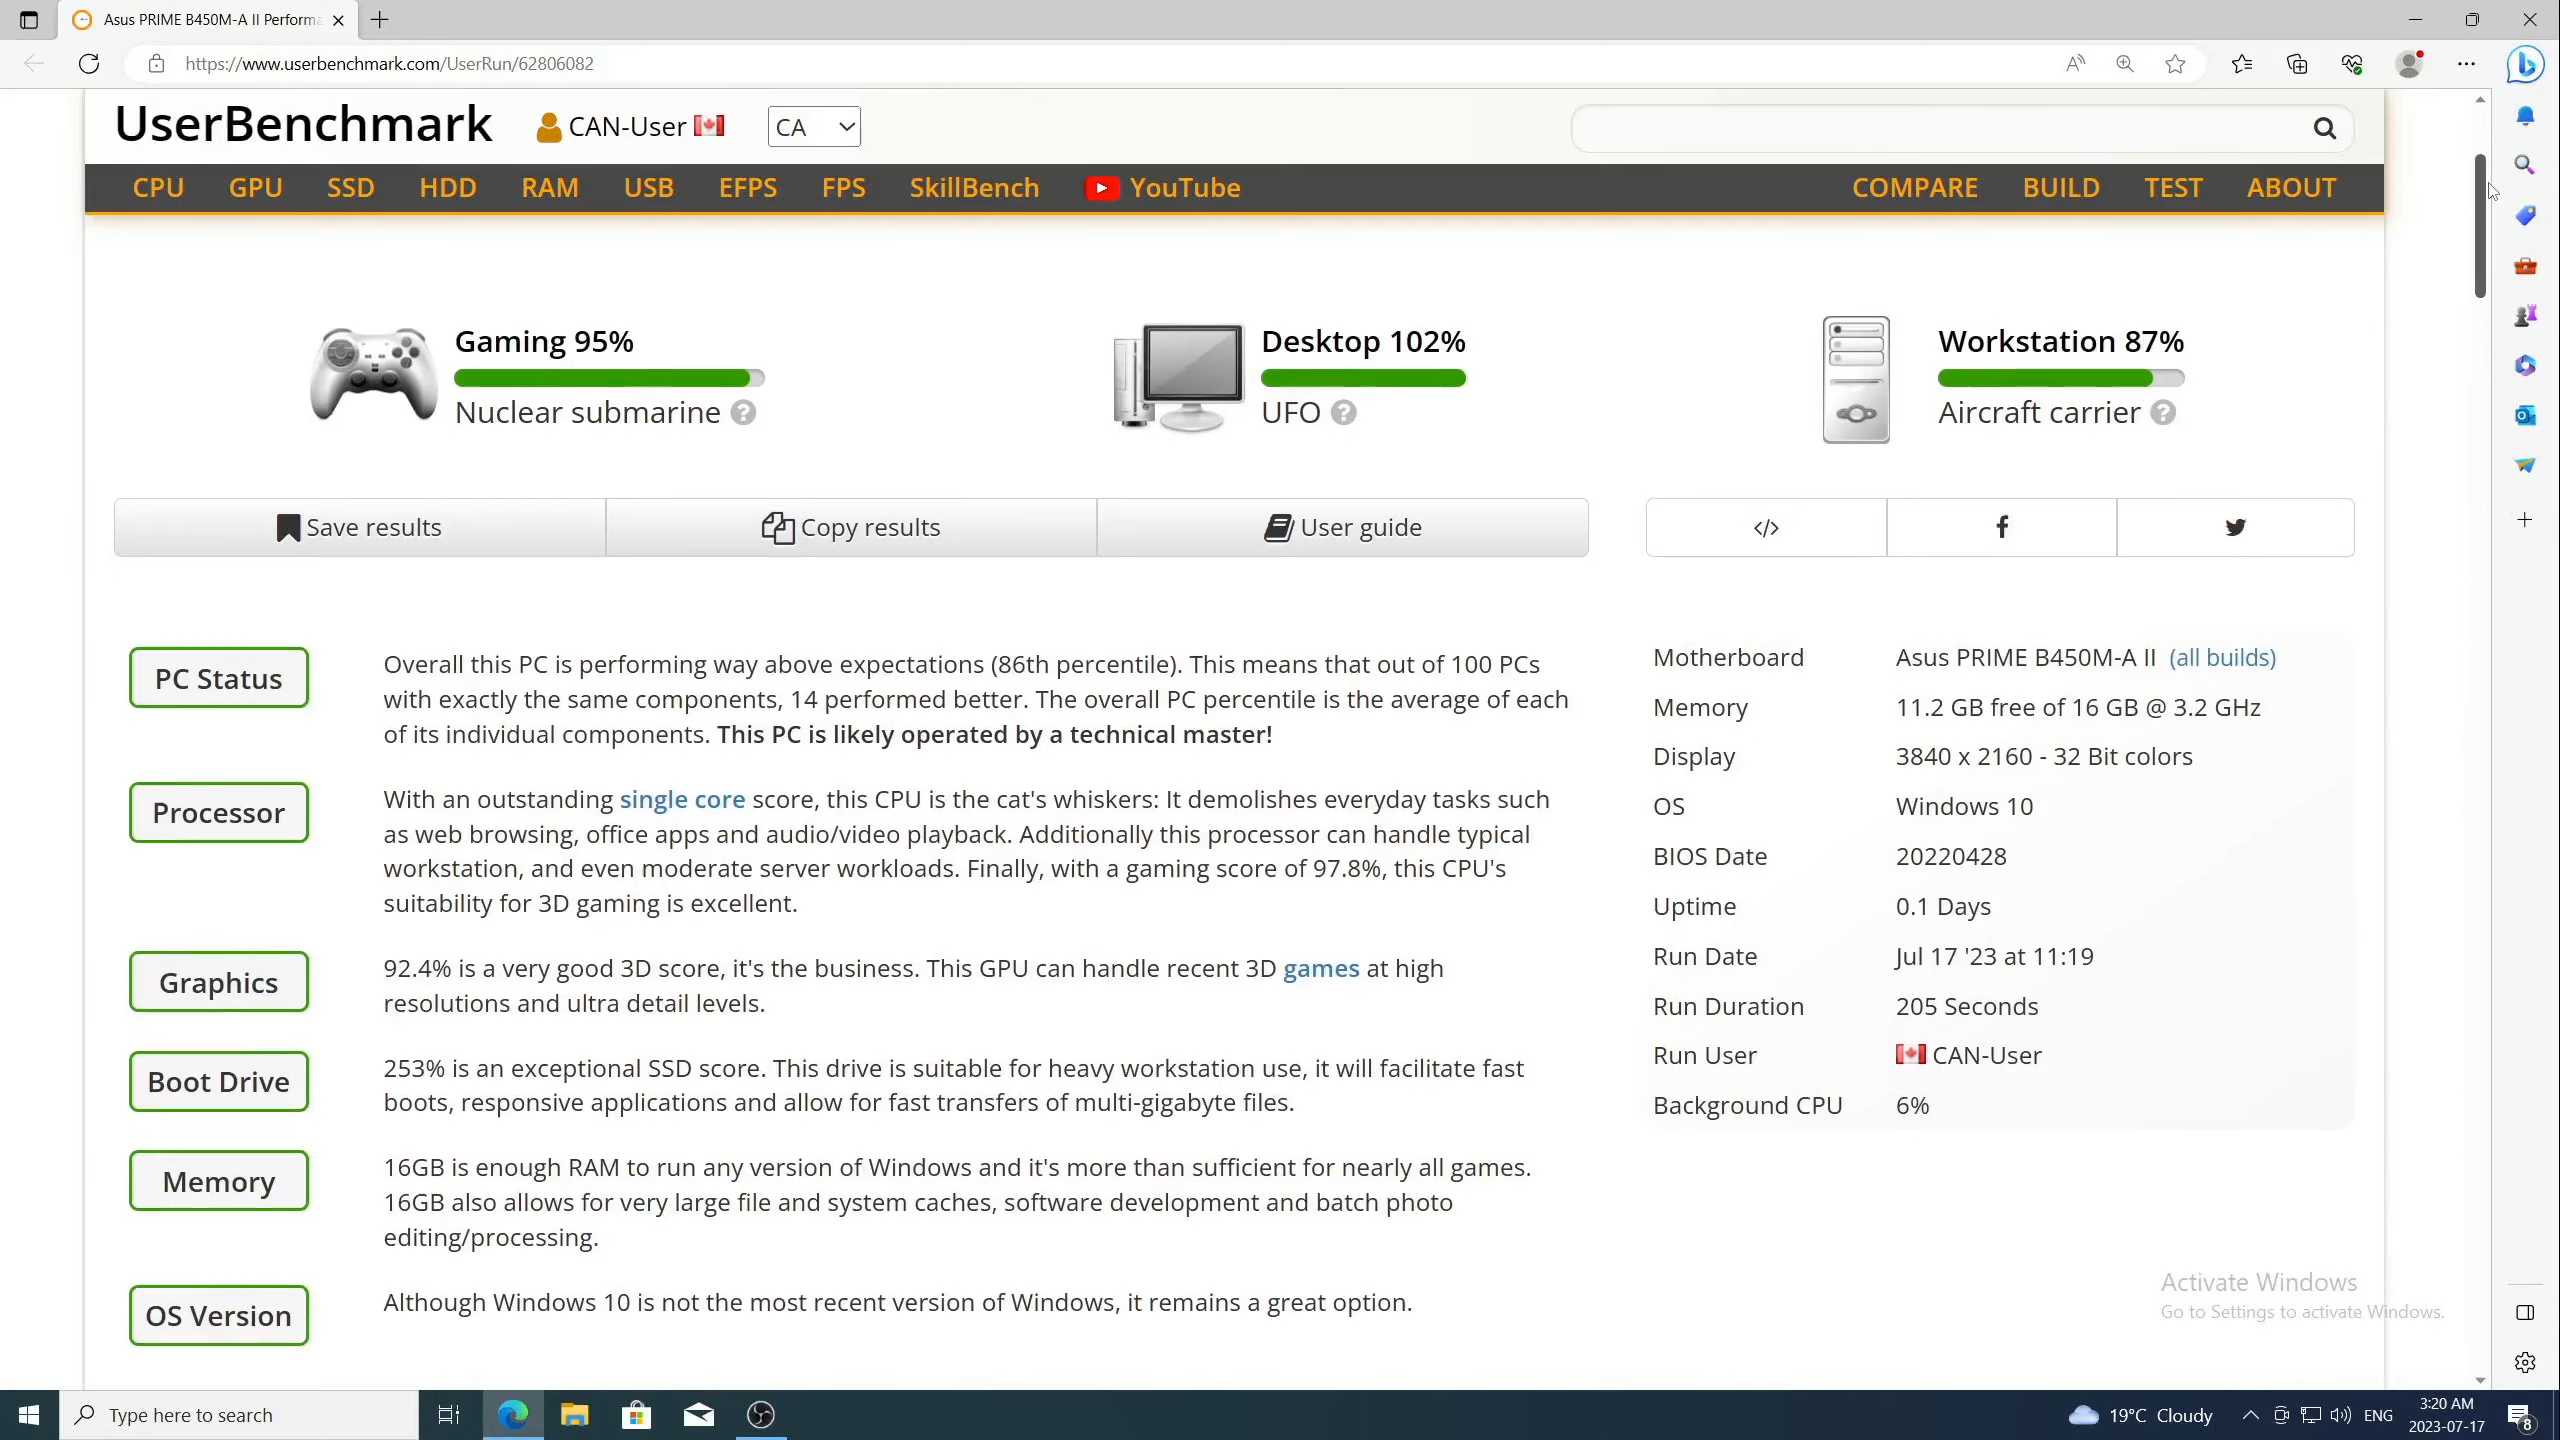 Asus PRIME B450M-A II Performa
https://www.userbenchmark.com/UserRun/62806082
UserBenchmark
CAN-User
CA
CPU GPU SSD HDD RAM USB EFPS FPS SkillBench YouTube COMPARE BUILD TEST ABOUT
Gaming 95%
Nuclear submarine ?
Desktop 102%
UFO ?
Workstation 87%
Aircraft carrier ?
Save results
Copy results
User guide
</>
PC Status
Overall this PC is performing way above expectations (86th percentile). This means that out of 100 PCs
with exactly the same components, 14 performed better. The overall PC percentile is the average of each
of its individual components. This PC is likely operated by a technical master!
Processor
With an outstanding single core score, this CPU is the cat's whiskers: It demolishes everyday tasks such
as web browsing, office apps and audio/video playback. Additionally this processor can handle typical
workstation, and even moderate server workloads. Finally, with a gaming score of 97.8%, this CPU's
suitability for 3D gaming is excellent.
Graphics
92.4% is a very good 3D score, it's the business. This GPU can handle recent 3D games at high
resolutions and ultra detail levels.
Boot Drive
253% is an exceptional SSD score. This drive is suitable for heavy workstation use, it will facilitate fast
boots, responsive applications and allow for fast transfers of multi-gigabyte files.
Memory
16GB is enough RAM to run any version of Windows and it's more than sufficient for nearly all games.
16GB also allows for very large file and system caches, software development and batch photo
editing/processing.
OS Version
Although Windows 10 is not the most recent version of Windows, it remains a great option.
Motherboard Asus PRIME B450M-A II (all builds)
Memory 11.2 GB free of 16 GB @ 3.2 GHz
Display 3840 x 2160 - 32 Bit colors
OS Windows 10
BIOS Date 20220428
Uptime 0.1 Days
Run Date Jul 17 '23 at 11:19
Run Duration 205 Seconds
Run User CAN-User
Background CPU 6%
Activate Windows
Go to Settings to activate Windows.
Type here to search
19°C Cloudy
ENG
3:20 AM
2023-07-17
8